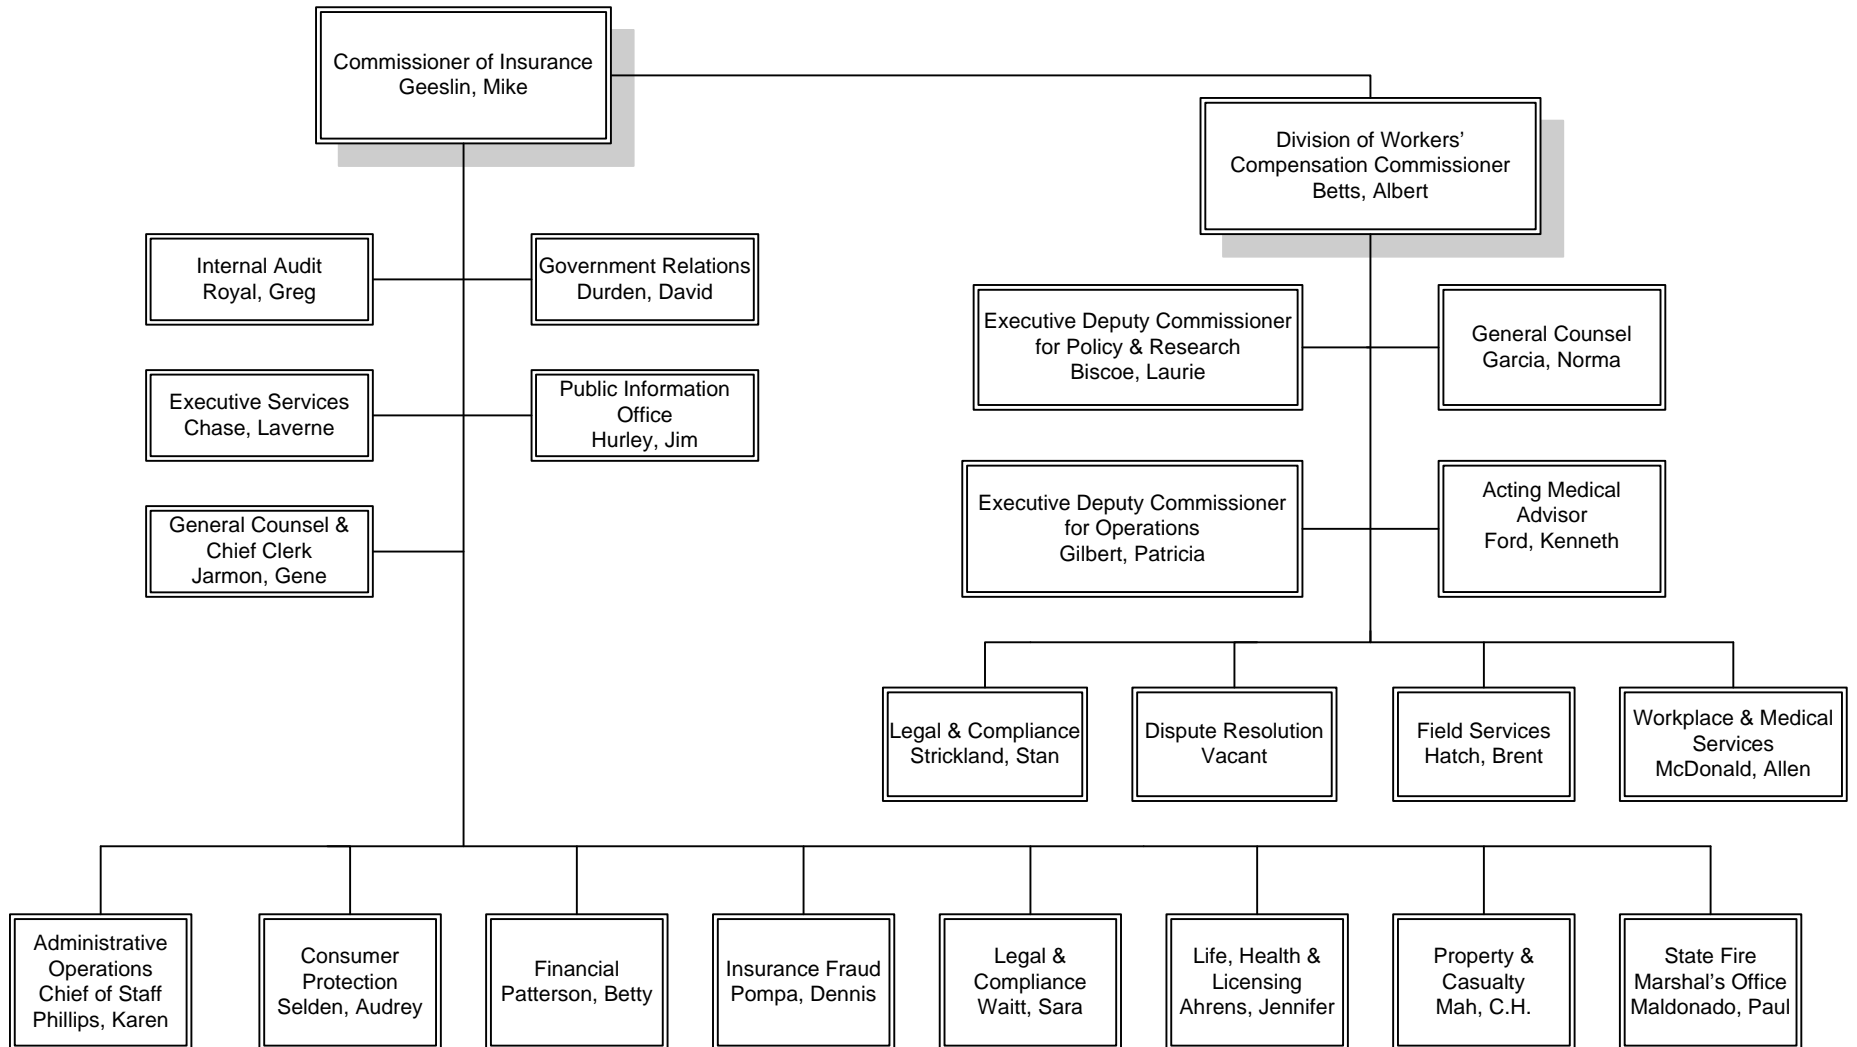 Commissioner of Insurance
Geeslin, Mike
Division of Workers'
Compensation Commissioner
Betts, Albert
Internal Audit
Royal, Greg
Government Relations
Durden, David
Executive Services
Chase, Laverne
Public Information
Office
Hurley, Jim
General Counsel &
Chief Clerk
Jarmon, Gene
Executive Deputy Commissioner
for Policy & Research
Biscoe, Laurie
General Counsel
Garcia, Norma
Executive Deputy Commissioner
for Operations
Gilbert, Patricia
Acting Medical
Advisor
Ford, Kenneth
Legal & Compliance
Strickland, Stan
Dispute Resolution
Vacant
Field Services
Hatch, Brent
Workplace & Medical
Services
McDonald, Allen
Administrative
Operations
Chief of Staff
Phillips, Karen
Consumer
Protection
Selden, Audrey
Financial
Patterson, Betty
Insurance Fraud
Pompa, Dennis
Legal &
Compliance
Waitt, Sara
Life, Health &
Licensing
Ahrens, Jennifer
Property &
Casualty
Mah, C.H.
State Fire
Marshal's Office
Maldonado, Paul